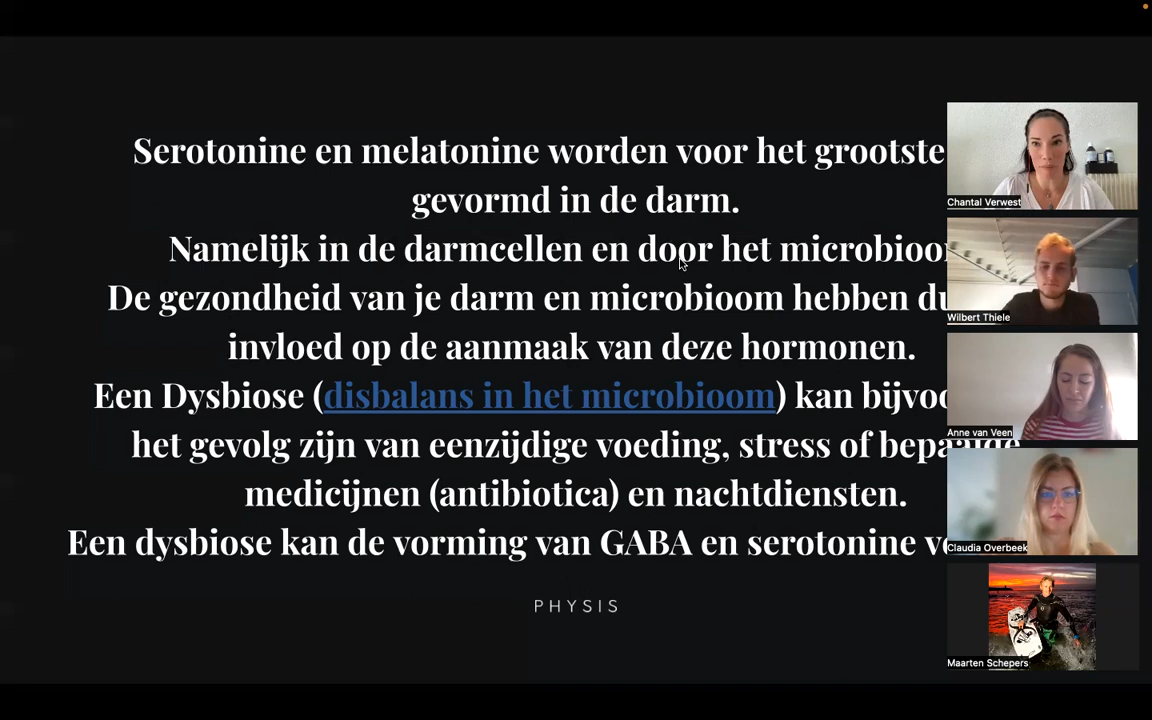 Serotonine en melatonine worden voor het grootste
gevormd in de darm.
Namelijk in de darmcellen en door het
De gezondheid van je darm en microbioom hebben
invloed op de aanmaak van deze hormonen.
Een Dysbiose (disbalans in het microbioom) kan
het gevolg zijn van eenzijdige voeding, stress of
medicijnen (antibiotica) en nachtdiensten.
Een dysbiose kan de vorming van GABA en serotonine
PHYSIS
Chantal Verwest
Wilbert Thiele
Anne van Veen
Claudia Overbeek
Maarten Schepers